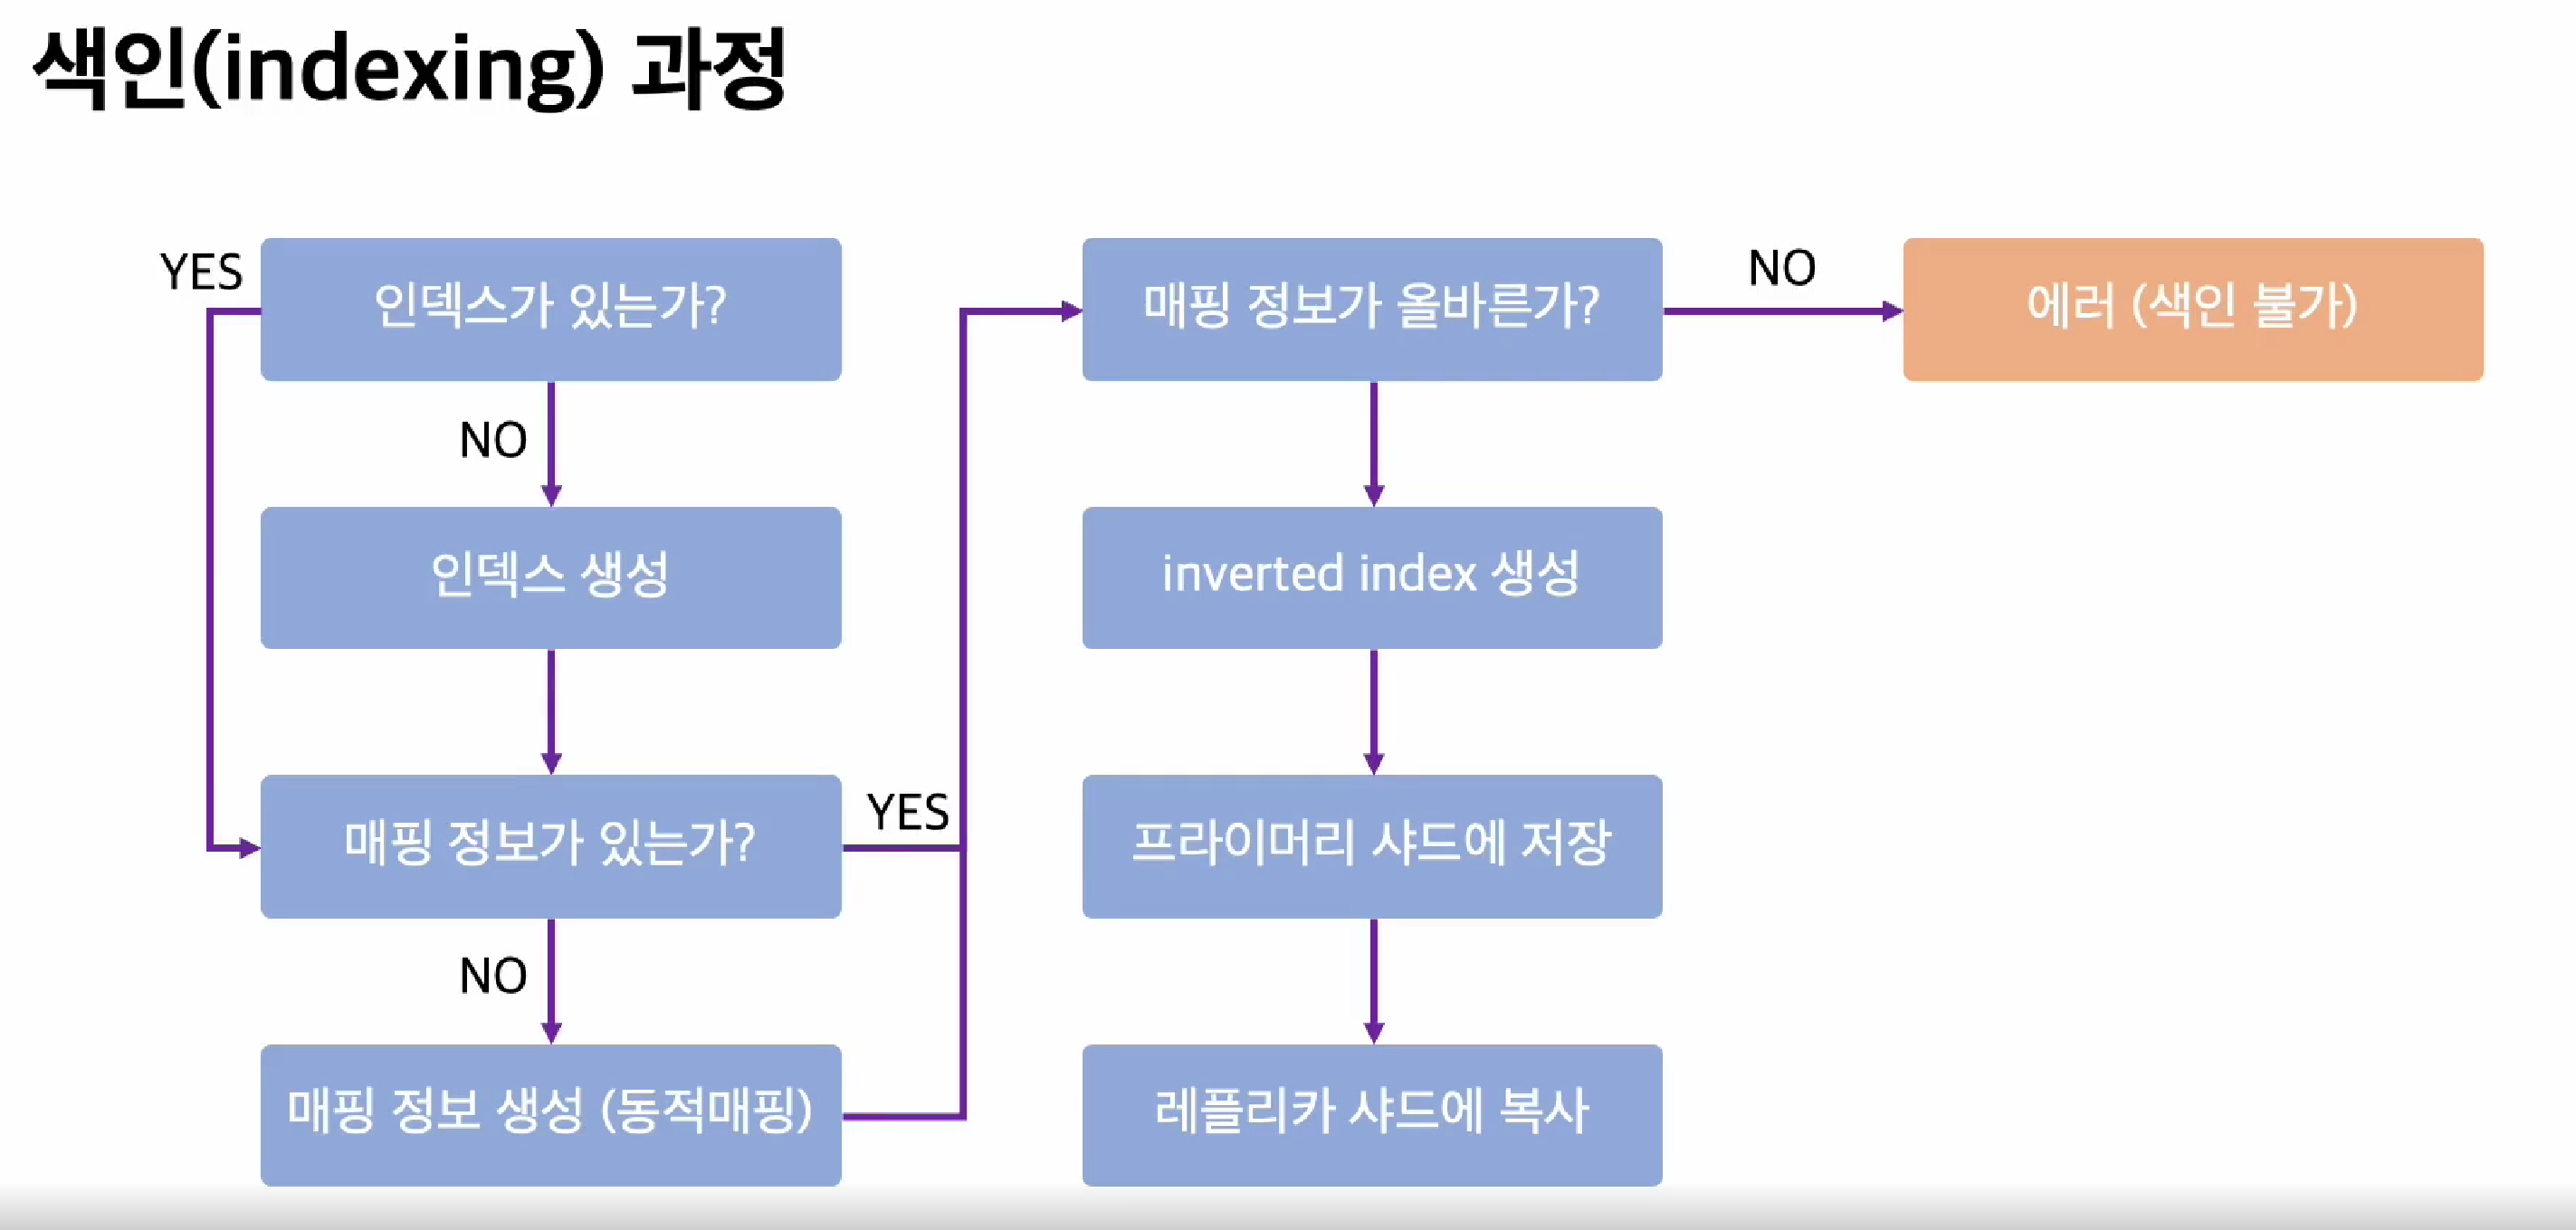 색인(indexing) 과정
YES
인덱스가 있는가?
NO
인덱스 생성
매핑 정보가 있는가?
YES
NO
매핑 정보 생성 (동적매핑)
매핑 정보가 올바른가?
NO
에러 (색인 불가)
inverted index 생성
프라이머리 샤드에 저장
레플리카 샤드에 복사